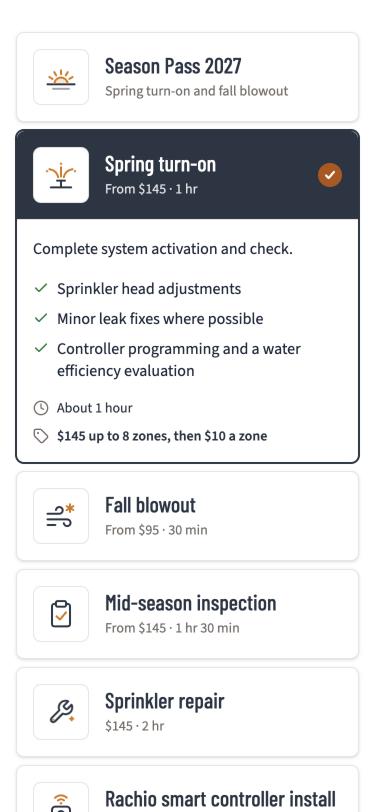 Season Pass 2027
Spring turn-on and fall blowout
Spring turn-on
From $145 · 1 hr
Complete system activation and check.
Sprinkler head adjustments
Minor leak fixes where possible
Controller programming and a water
efficiency evaluation
About 1 hour
$145 up to 8 zones, then $10 a zone
Fall blowout
From $95 · 30 min
Mid-season inspection
From $145 · 1 hr 30 min
Sprinkler repair
$145 · 2 hr
Rachio smart controller install